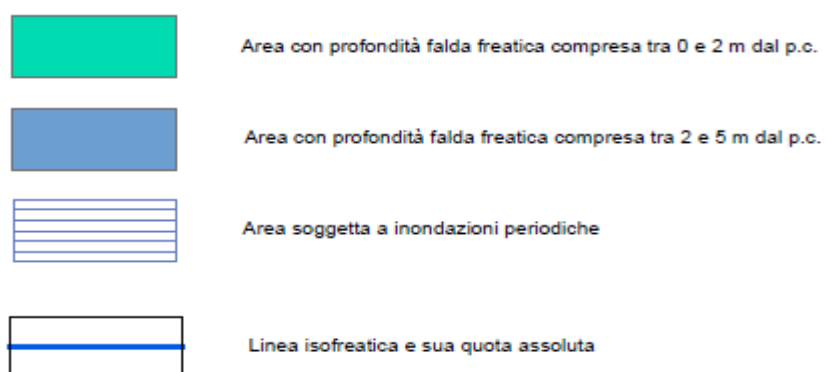 Area con profondità falda freatica compresa tra 0 e 2 m dal p.c.
Area con profondità falda freatica compresa tra 2 e 5 m dal p.c.
Area soggetta a inondazioni periodiche
Linea isofreatica e sua quota assoluta